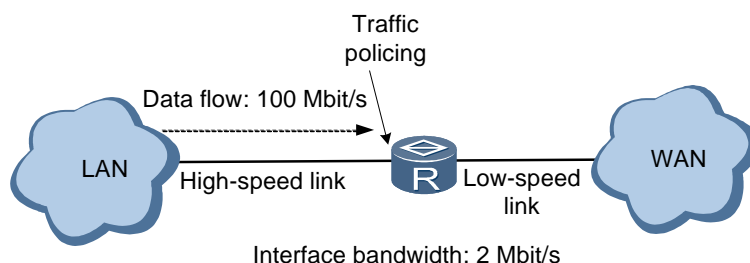 Traffic
policing
Data flow: 100 Mbit/s
LAN
High-speed link
R
Low-speed
link
WAN
Interface bandwidth: 2 Mbit/s